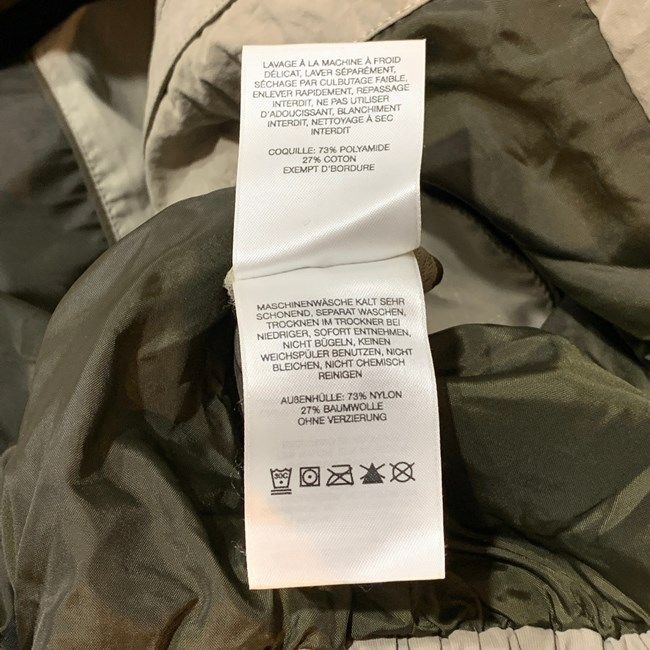 LAVAGE À LA MACHINE À FROID
DÉLICAT, LAVER SÉPARÉMENT,
SÉCHAGE PAR CULBUTAGE FAIBLE,
ENLEVER RAPIDEMENT, REPASSAGE
INTERDIT, NE PAS UTILISER
D'ADOUCISSANT, BLANCHIMENT
INTERDIT, NETTOYAGE À SEC
INTERDIT
COQUILLE: 73% POLYAMIDE
27% COTON
EXEMPT D'BORDURE
MASCHINENWÄSCHE KALT SEHR
SCHONEND, SEPARAT WASCHEN,
TROCKNEN IM TROCKNER BEI
NIEDRIGER, SOFORT ENTNEHMEN,
NICHT BÜGELN, KEINEN
WEICHSPÜLER BENUTZEN, NICHT
BLEICHEN, NICHT CHEMISCH
REINIGEN
AUßENHÜLLE: 73% NYLON
27% BAUMWOLLE
OHNE VERZIERUNG
30C